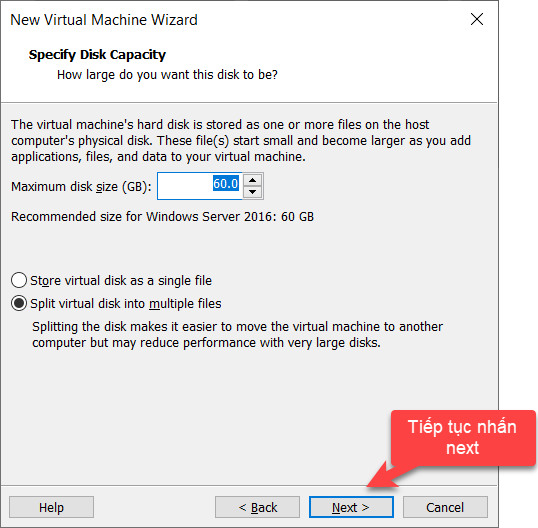 New Virtual Machine Wizard
Specify Disk Capacity
How large do you want this disk to be?
The virtual machine's hard disk is stored as one or more files on the host
computer's physical disk. These file(s) start small and become larger as you add
applications, files, and data to your virtual machine.
Maximum disk size (GB): 60.0
Recommended size for Windows Server 2016: 60 GB
Store virtual disk as a single file
Split virtual disk into multiple files
Splitting the disk makes it easier to move the virtual machine to another
computer but may reduce performance with very large disks.
Tiếp tục nhấn
next
Help < Back Next > Cancel